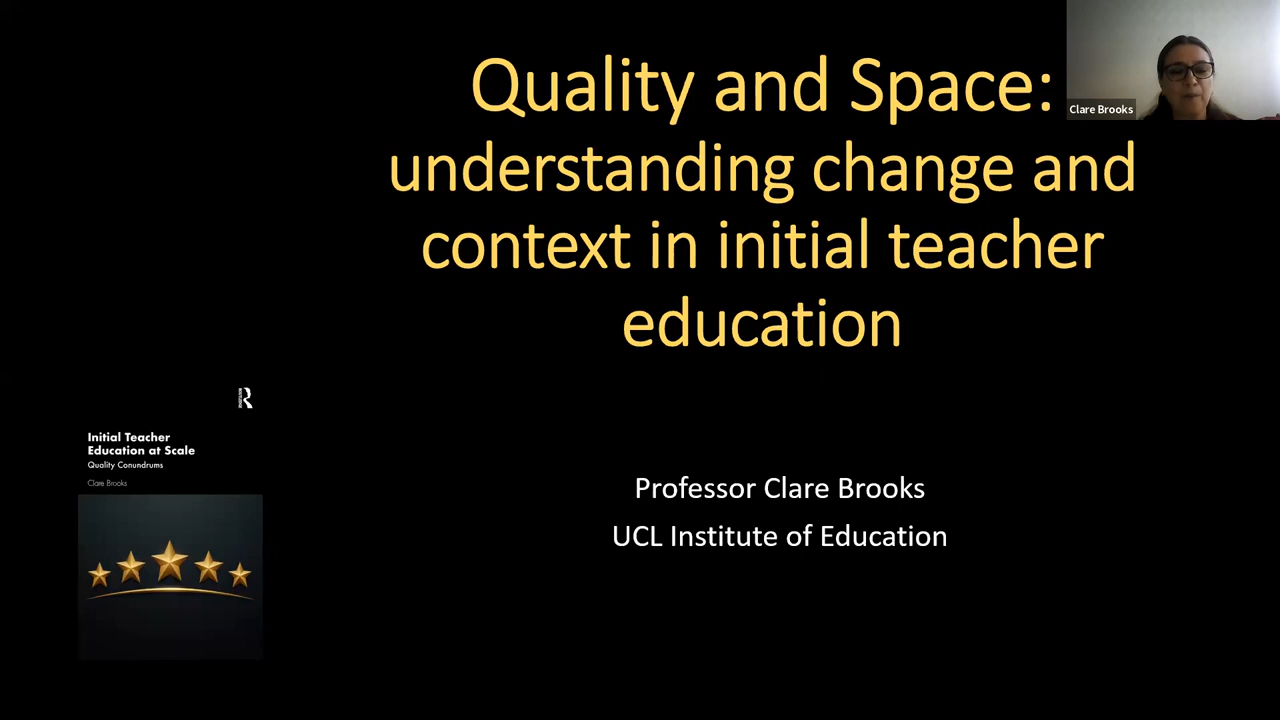 Quality and Space:
understanding change and
context in initial teacher
education
Clare Brooks
R
Initial Teacher
Education at Scale
Quality Conundrums
Clare Brooks
Professor Clare Brooks
UCL Institute of Education